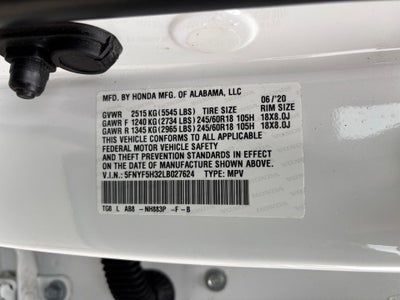 MFD. BY HONDA MFG. OF ALABAMA, LLC 06/'20
GVWR 2515 KG (5545 LBS) TIRE SIZE RIM SIZE
GAWR F 1240 KG (2734 LBS) 245/60R18 105H 18X8.0J
GAWR R 1345 KG (2965 LBS) 245/60R18 105H 18X8.0J
THIS VEHICLE CONFORMS TO ALL APPLICABLE
FEDERAL MOTOR VEHICLE SAFETY
AND THEFT PREVENTION STANDARDS IN EFFECT
ON THE DATE OF MANUFACTURE SHOWN ABOVE.
V.I.N.: 5FNYF5H32LB027624 TYPE: MPV
TG8 L AB8 -NH883P -F-B